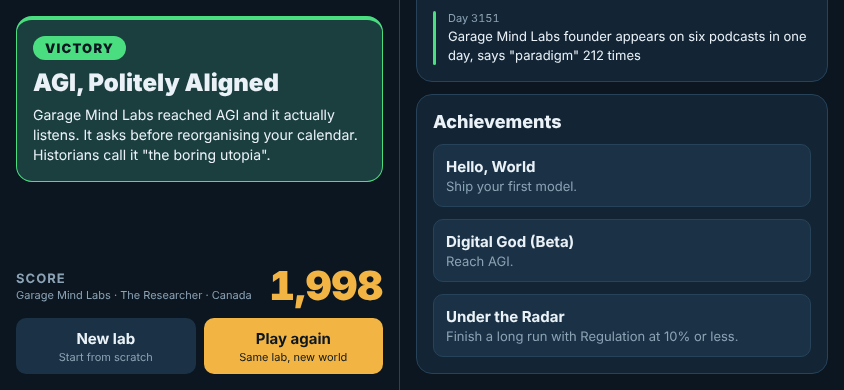 VICTORY
AGI, Politely Aligned
Garage Mind Labs reached AGI and it actually
listens. It asks before reorganising your calendar.
Historians call it "the boring utopia".
SCORE
Garage Mind Labs · The Researcher · Canada
1,998
New lab
Start from scratch
Play again
Same lab, new world
Day 3151
Garage Mind Labs founder appears on six podcasts in one
day, says "paradigm" 212 times
Achievements
Hello, World
Ship your first model.
Digital God (Beta)
Reach AGI.
Under the Radar
Finish a long run with Regulation at 10% or less.